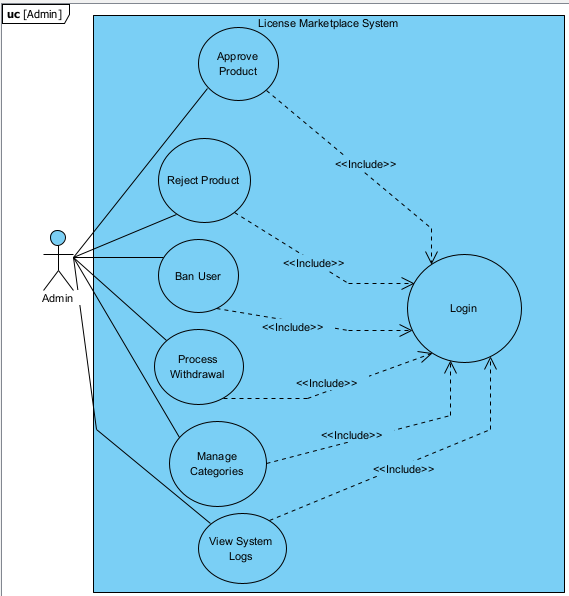 uc [Admin]
License Marketplace System
Approve
Product
<<Include>>
Reject Product
<<Include>>
Ban User
Admin
Login
<<Include>>
Process
Withdrawal
<<Include>>
<<Include>>
Manage
Categories
<<Include>>
View System
Logs